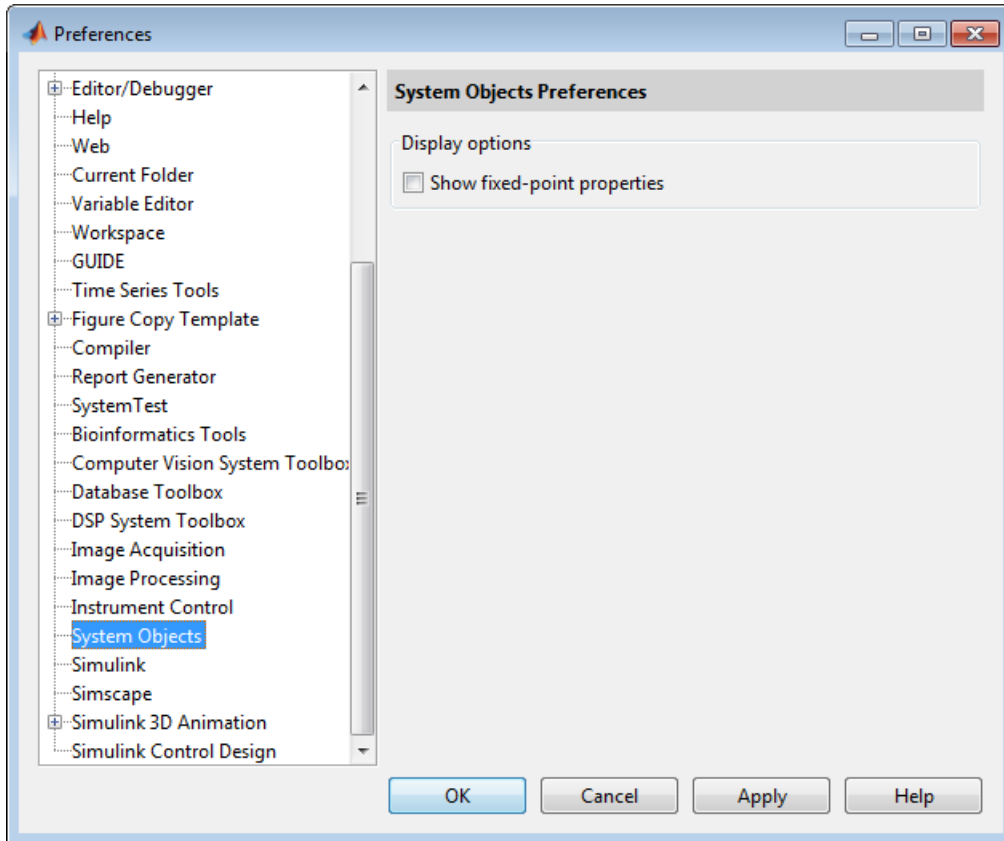 Preferences
Editor/Debugger
Help
Web
Current Folder
Variable Editor
Workspace
GUIDE
Time Series Tools
Figure Copy Template
Compiler
Report Generator
SystemTest
Bioinformatics Tools
Computer Vision System Toolbo
Database Toolbox
DSP System Toolbox
Image Acquisition
Image Processing
Instrument Control
System Objects
Simulink
Simscape
Simulink 3D Animation
Simulink Control Design
System Objects Preferences
Display options
Show fixed-point properties
OK
Cancel
Apply
Help